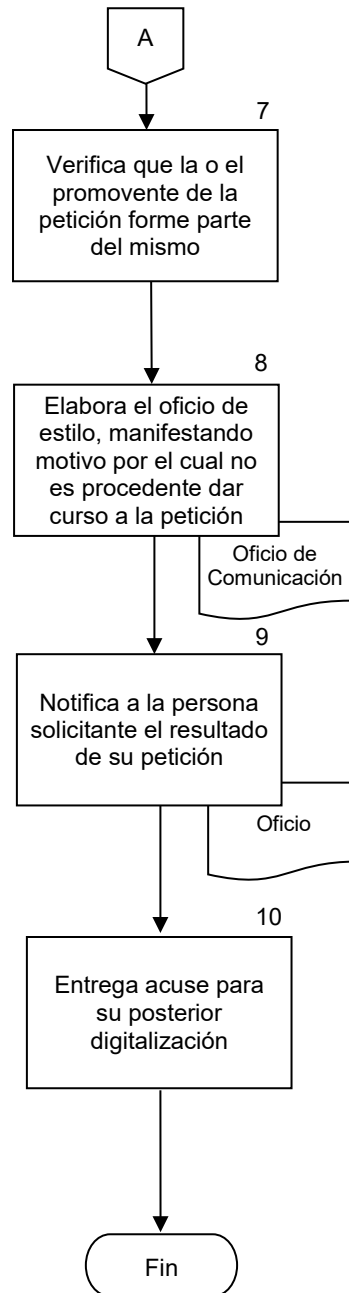 A
7
Verifica que la o el
promovente de la
petición forme parte
del mismo
8
Elabora el oficio de
estilo, manifestando
motivo por el cual no
es procedente dar
curso a la petición
Oficio de
Comunicación
9
Notifica a la persona
solicitante el resultado
de su petición
Oficio
10
Entrega acuse para
su posterior
digitalización
Fin